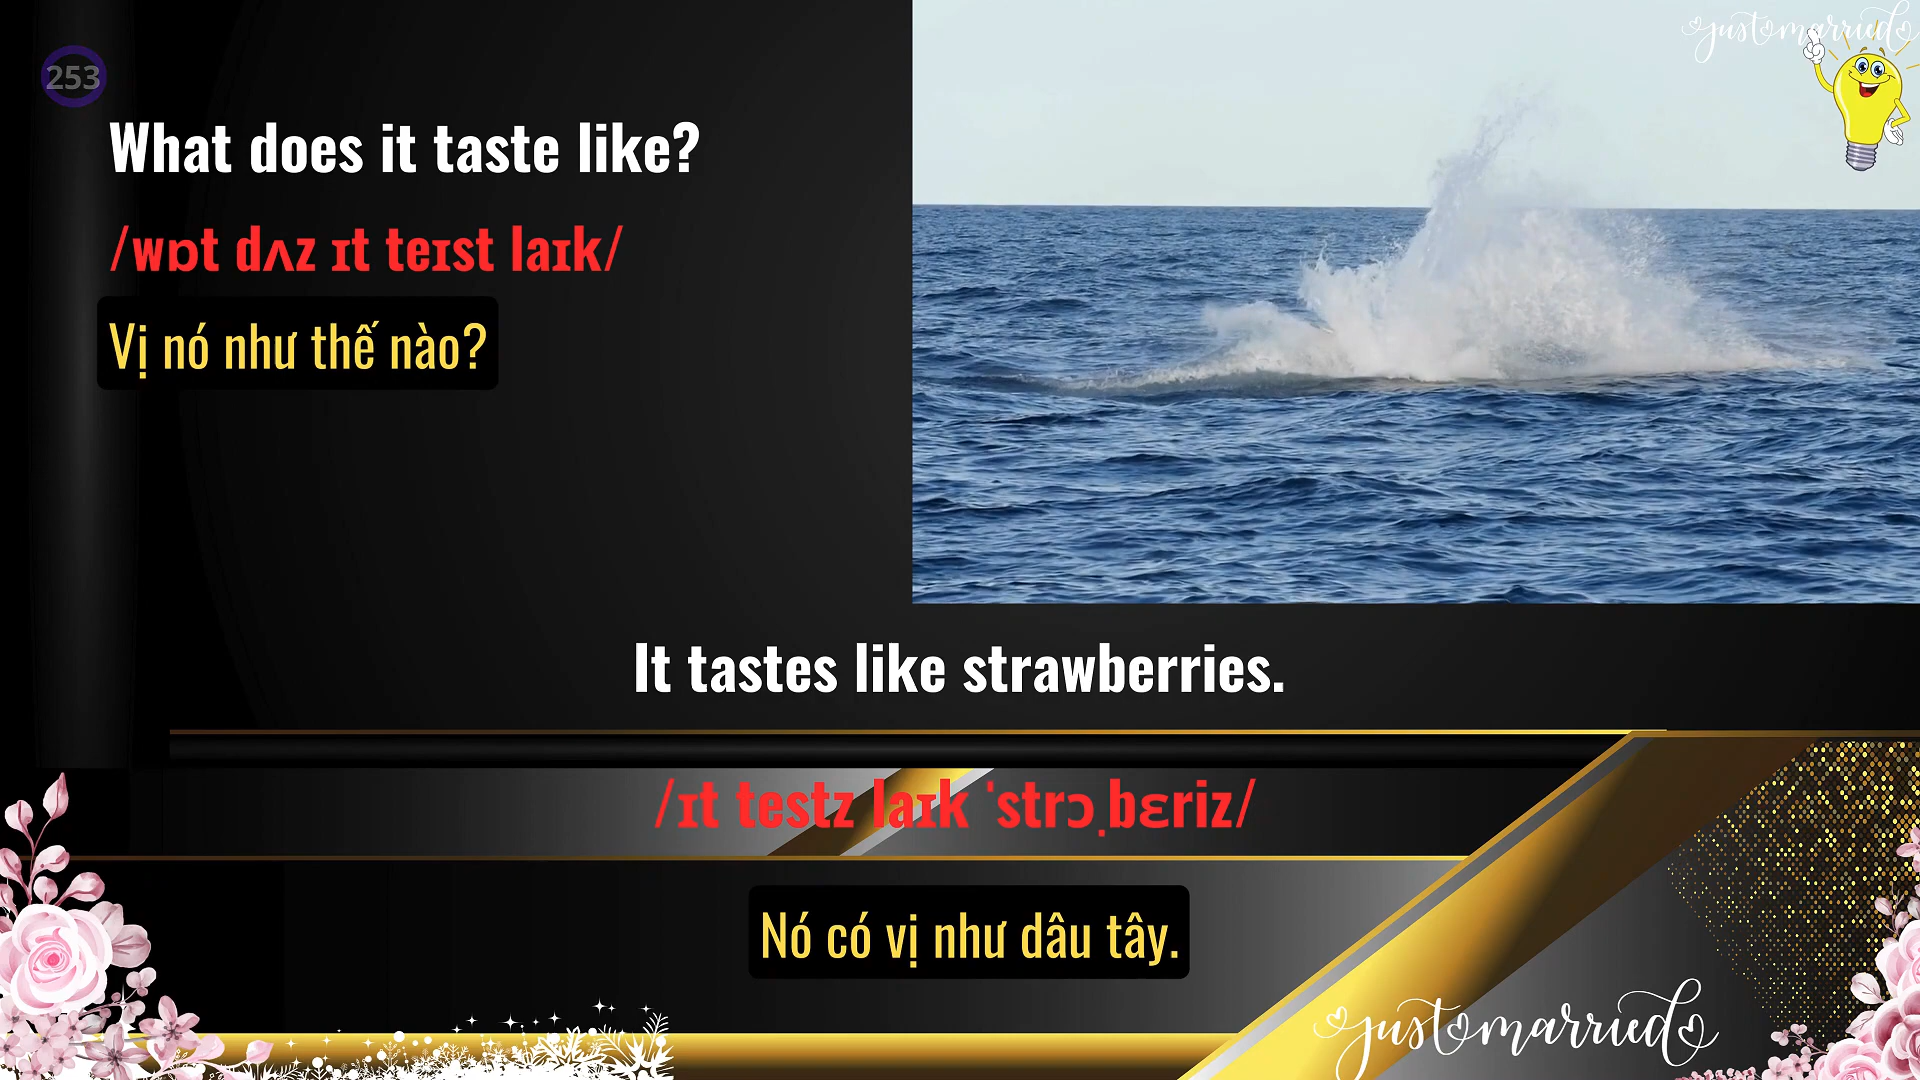 justmarried
253
What does it taste like?
/wɒt dʌz ɪt teɪst laɪk/
Vị nó như thế nào?
It tastes like strawberries.
/ɪt testz laɪk ˈstrɔˌbɛriz/
Nó có vị như dâu tây.
justmarried